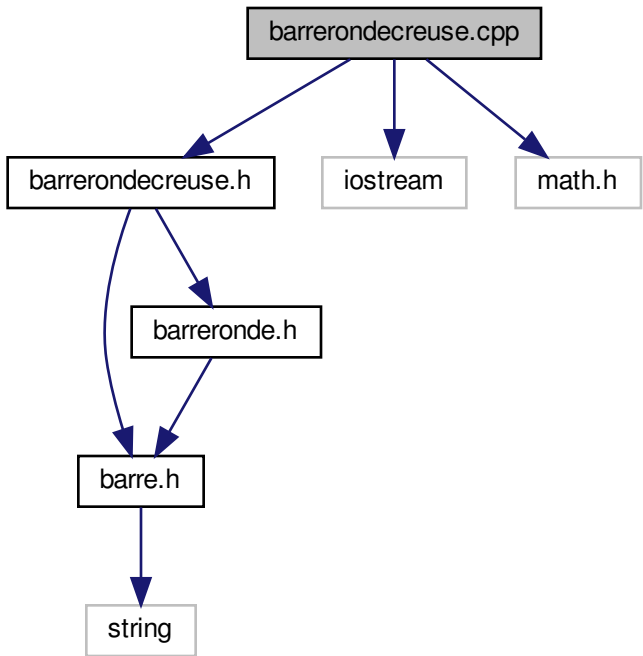 barrerondecreuse.cpp
barrerondecreuse.h
iostream
math.h
barreronde.h
barre.h
string